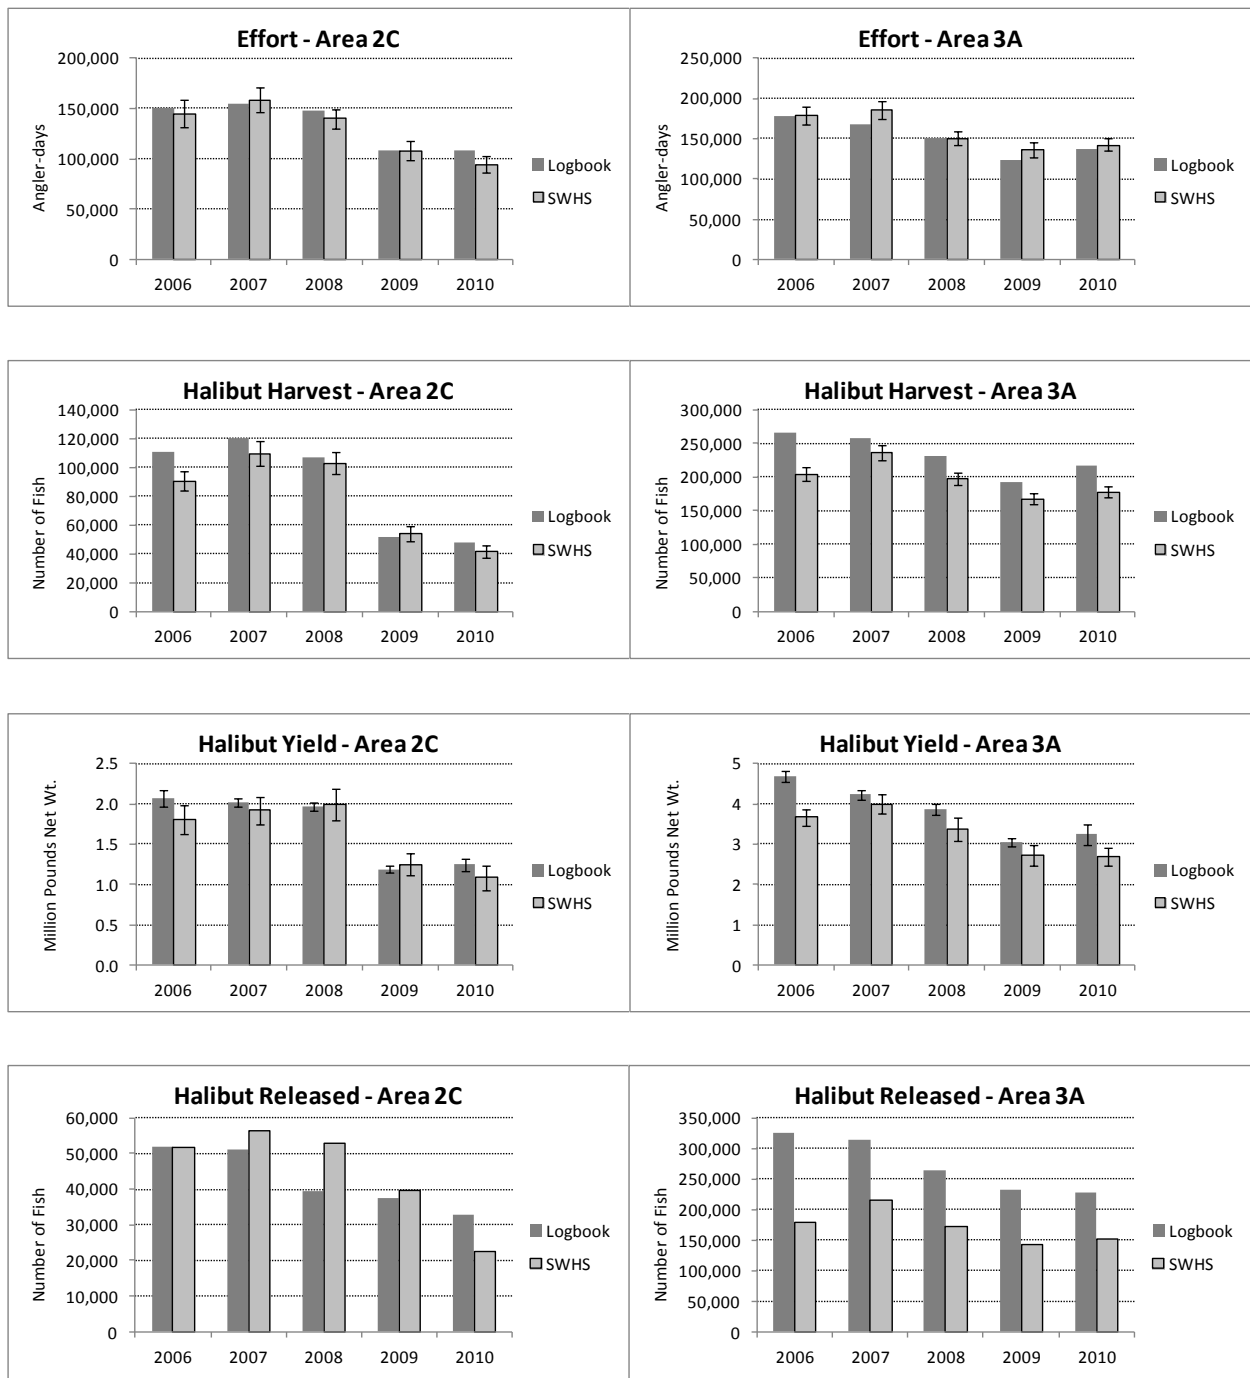 Effort - Area 2C
200,000
150,000
100,000
50,000
0
Angler-days
2006 2007 2008 2009 2010
Logbook
SWHS
Effort - Area 3A
250,000
200,000
150,000
100,000
50,000
0
Angler-days
2006 2007 2008 2009 2010
Logbook
SWHS
Halibut Harvest - Area 2C
140,000
120,000
100,000
80,000
60,000
40,000
20,000
0
Number of Fish
2006 2007 2008 2009 2010
Logbook
SWHS
Halibut Harvest - Area 3A
300,000
250,000
200,000
150,000
100,000
50,000
0
Number of Fish
2006 2007 2008 2009 2010
Logbook
SWHS
Halibut Yield - Area 2C
2.5
2.0
1.5
1.0
0.5
0.0
Million Pounds Net Wt.
2006 2007 2008 2009 2010
Logbook
SWHS
Halibut Yield - Area 3A
5
4
3
2
1
0
Million Pounds Net Wt.
2006 2007 2008 2009 2010
Logbook
SWHS
Halibut Released - Area 2C
60,000
50,000
40,000
30,000
20,000
10,000
0
Number of Fish
2006 2007 2008 2009 2010
Logbook
SWHS
Halibut Released - Area 3A
350,000
300,000
250,000
200,000
150,000
100,000
50,000
0
Number of Fish
2006 2007 2008 2009 2010
Logbook
SWHS